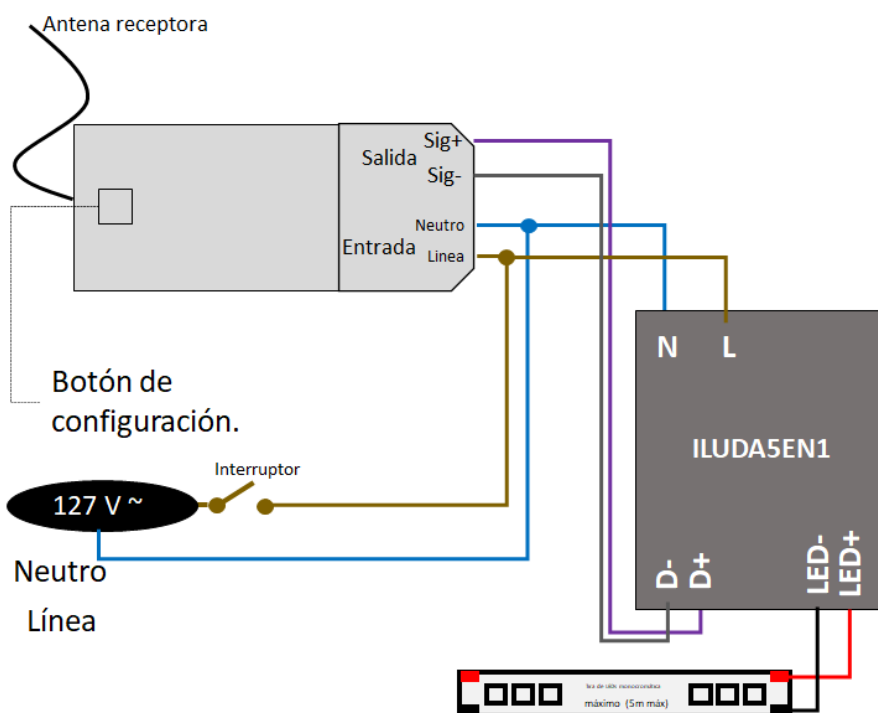 Antena receptora
Sig+
Salida
Sig-
Neutro
Entrada
Linea
Botón de
configuración.
N L
ILUDA5EN1
Interruptor
127 V ~
Neutro
Línea
D-
D+
LED-
LED+
máximo (5m máx)